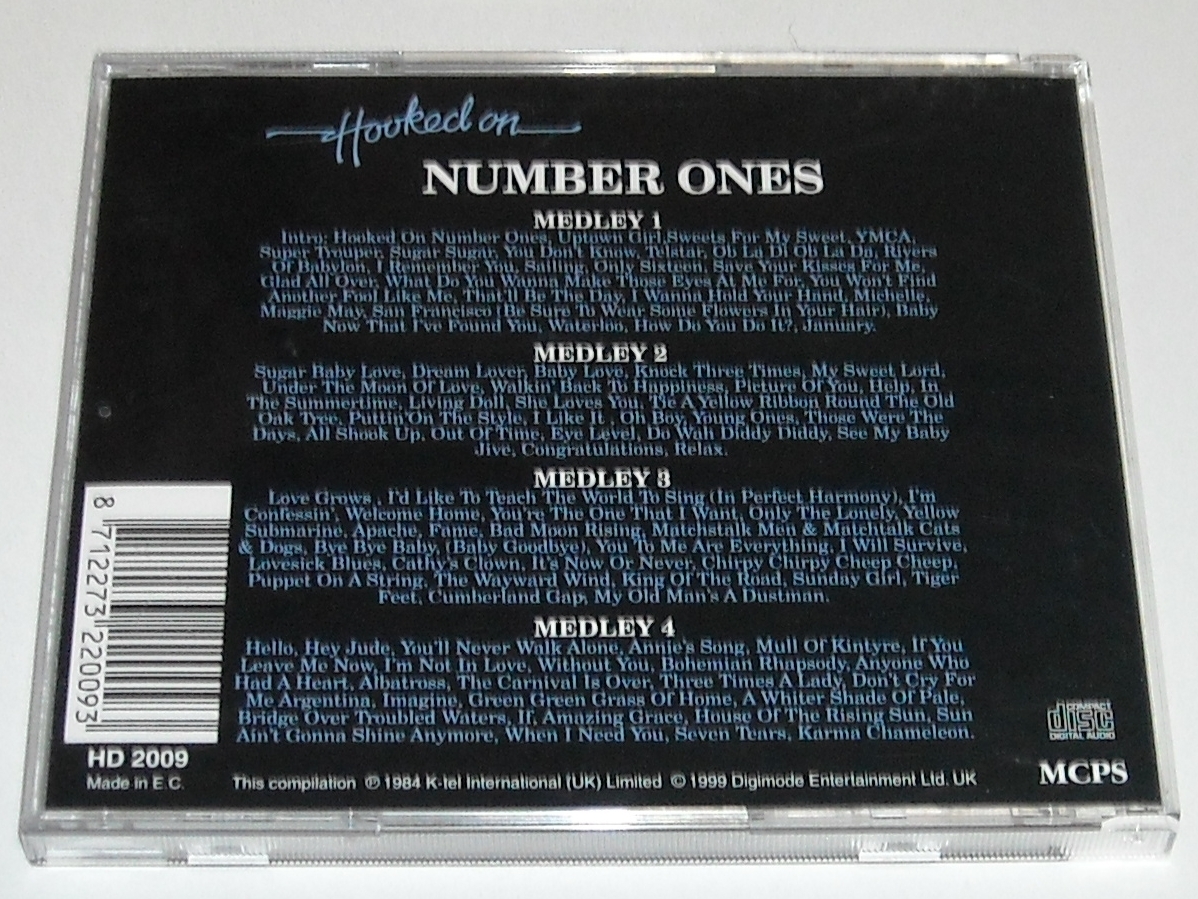 Hooked on
NUMBER ONES
MEDLEY 1
Intro: Hooked On Number Ones, Uptown Girl,Sweets For My Sweet, YMCA,
Super Trouper, Sugar Sugar, You Don't Know, Telstar, Ob La Di Ob La Da, Rivers
Of Babylon, I Remember You, Sailing, Only Sixteen, Save Your Kisses For Me,
Glad All Over, What Do You Wanna Make Those Eyes At Me For, You Won't Find
Another Fool Like Me, That'll Be The Day, I Wanna Hold Your Hand, Michelle,
Maggie May, San Francisco (Be Sure To Wear Some Flowers In Your Hair), Baby
Now That I've Found You, Waterloo, How Do You Do It?, January.
MEDLEY 2
Sugar Baby Love, Dream Lover, Baby Love, Knock Three Times, My Sweet Lord,
Under The Moon Of Love, Walkin' Back To Happiness, Picture Of You, Help, In
The Summertime, Living Doll, She Loves You, Tie A Yellow Ribbon Round The Old
Oak Tree, Puttin' On The Style, I Like It , Oh Boy, Young Ones, Those Were The
Days, All Shook Up, Out Of Time, Eye Level, Do Wah Diddy Diddy, See My Baby
Jive, Congratulations, Relax.
MEDLEY 3
Love Grows , I'd Like To Teach The World To Sing (In Perfect Harmony), I'm
Confessin', Welcome Home, You're The One That I Want, Only The Lonely, Yellow
Submarine, Apache, Fame, Bad Moon Rising, Matchstalk Men & Matchtalk Cats
& Dogs, Bye Bye Baby, (Baby Goodbye), You To Me Are Everything, I Will Survive,
Lovesick Blues, Cathy's Clown, It's Now Or Never, Chirpy Chirpy Cheep Cheep,
Puppet On A String, The Wayward Wind, King Of The Road, Sunday Girl, Tiger
Feet, Cumberland Gap, My Old Man's A Dustman.
MEDLEY 4
Hello, Hey Jude, You'll Never Walk Alone, Annie's Song, Mull Of Kintyre, If You
Leave Me Now, I'm Not In Love, Without You, Bohemian Rhapsody, Anyone Who
Had A Heart, Albatross, The Carnival Is Over, Three Times A Lady, Don't Cry For
Me Argentina, Imagine, Green Green Grass Of Home, A Whiter Shade Of Pale,
Bridge Over Troubled Waters, If, Amazing Grace, House Of The Rising Sun, Sun
Ain't Gonna Shine Anymore, When I Need You, Seven Tears, Karma Chameleon.
8 712273 220093
HD 2009
Made in E.C.
This compilation ℗ 1984 K-tel International (UK) Limited © 1999 Digimode Entertainment Ltd. UK
COMPACT
disc
DIGITAL AUDIO
MCPS